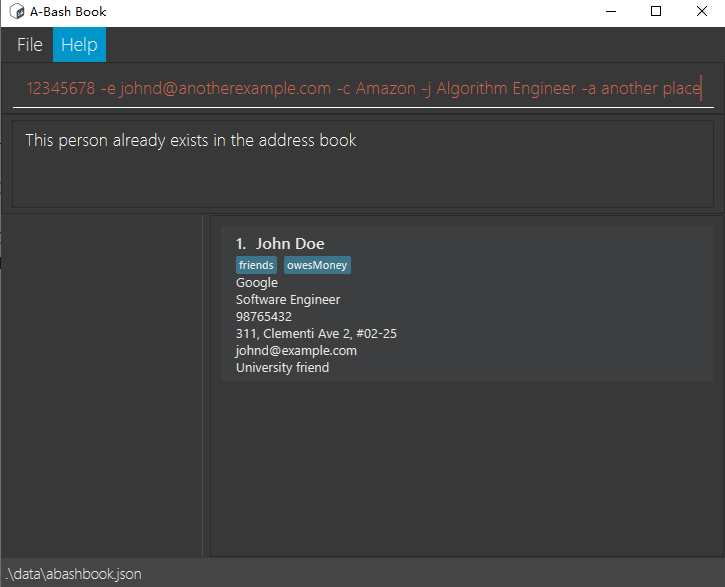 A-Bash Book
File Help
12345678 -e johnd@anotherexample.com -c Amazon -j Algorithm Engineer -a another place
This person already exists in the address book
1. John Doe
friends owesMoney
Google
Software Engineer
98765432
311, Clementi Ave 2, #02-25
johnd@example.com
University friend
.\data\abashbook.json